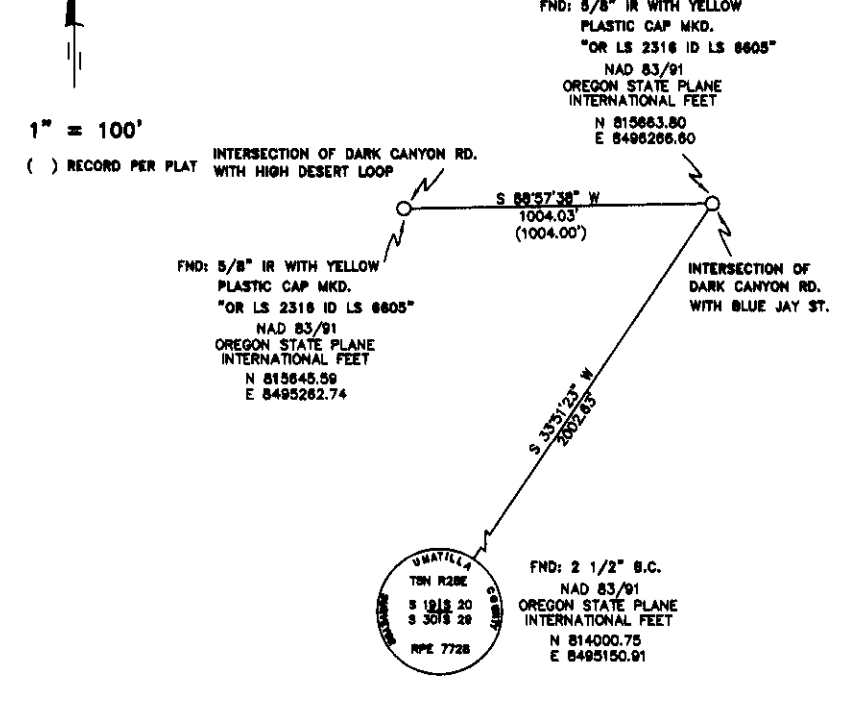 FND: 5/8" IR WITH YELLOW
PLASTIC CAP MKD.
"OR LS 2316 ID LS 6605"
NAD 83/91
OREGON STATE PLANE
INTERNATIONAL FEET
N 815663.80
E 8496266.60
1" = 100'
( ) RECORD PER PLAT
INTERSECTION OF DARK CANYON RD.
WITH HIGH DESERT LOOP
S 88°57'38" W
1004.03'
(1004.00')
FND: 5/8" IR WITH YELLOW
PLASTIC CAP MKD.
"OR LS 2316 ID LS 6605"
NAD 83/91
OREGON STATE PLANE
INTERNATIONAL FEET
N 815645.59
E 8495262.74
INTERSECTION OF
DARK CANYON RD.
WITH BLUE JAY ST.
S 33°51'23" W
2002.63'
UMATILLA
COUNTY
T5N R28E
S 19 S 20
S 30 S 29
RPE 7728
FND: 2 1/2" B.C.
NAD 83/91
OREGON STATE PLANE
INTERNATIONAL FEET
N 814000.75
E 8495150.91